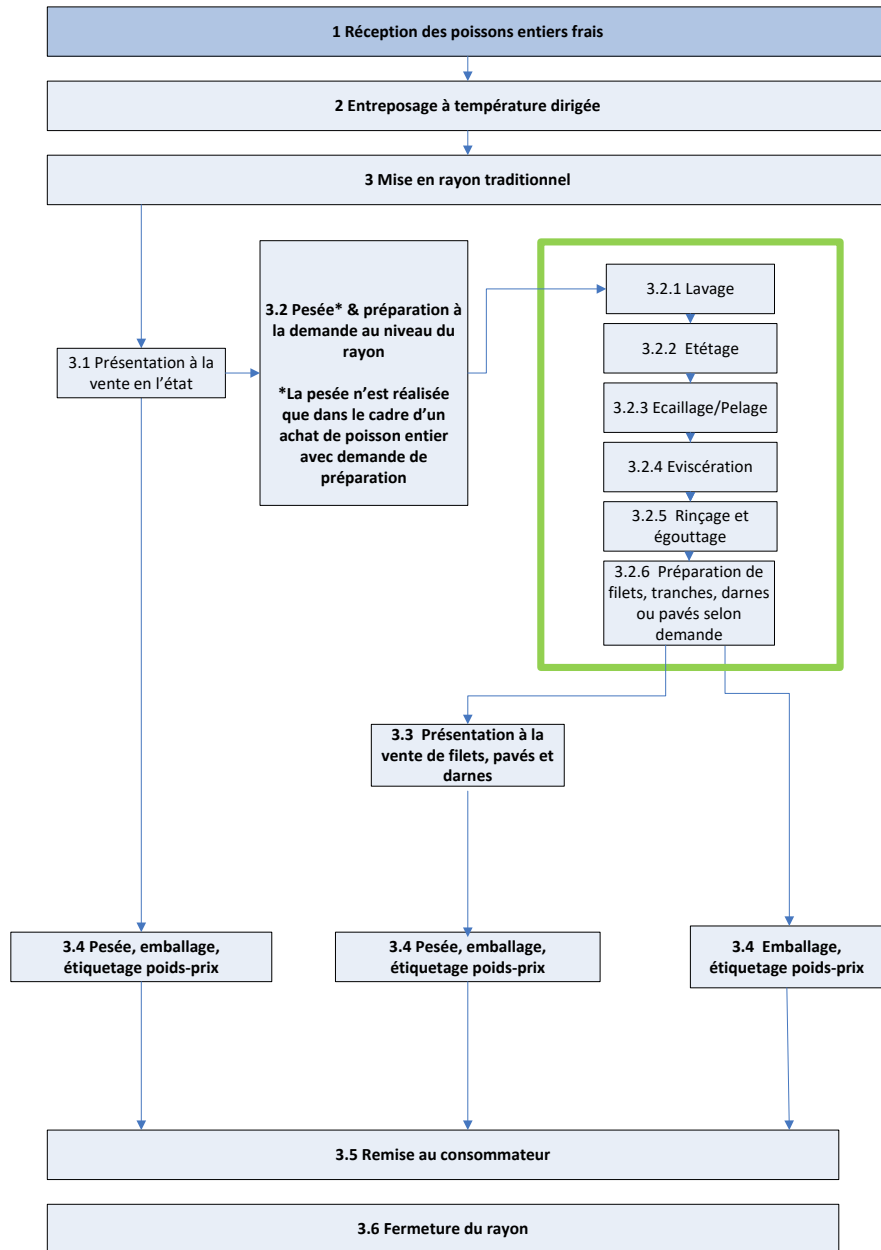 1 Réception des poissons entiers frais
2 Entreposage à température dirigée
3 Mise en rayon traditionnel
3.1 Présentation à la
vente en l’état
3.2 Pesée* & préparation à
la demande au niveau du
rayon
*La pesée n’est réalisée
que dans le cadre d’un
achat de poisson entier
avec demande de
préparation
3.2.1 Lavage
3.2.2 Etétage
3.2.3 Ecaillage/Pelage
3.2.4 Eviscération
3.2.5 Rinçage et
égouttage
3.2.6 Préparation de
filets, tranches, darnes
ou pavés selon
demande
3.3 Présentation à la
vente de filets, pavés et
darnes
3.4 Pesée, emballage,
étiquetage poids-prix
3.4 Pesée, emballage,
étiquetage poids-prix
3.4 Emballage,
étiquetage poids-prix
3.5 Remise au consommateur
3.6 Fermeture du rayon